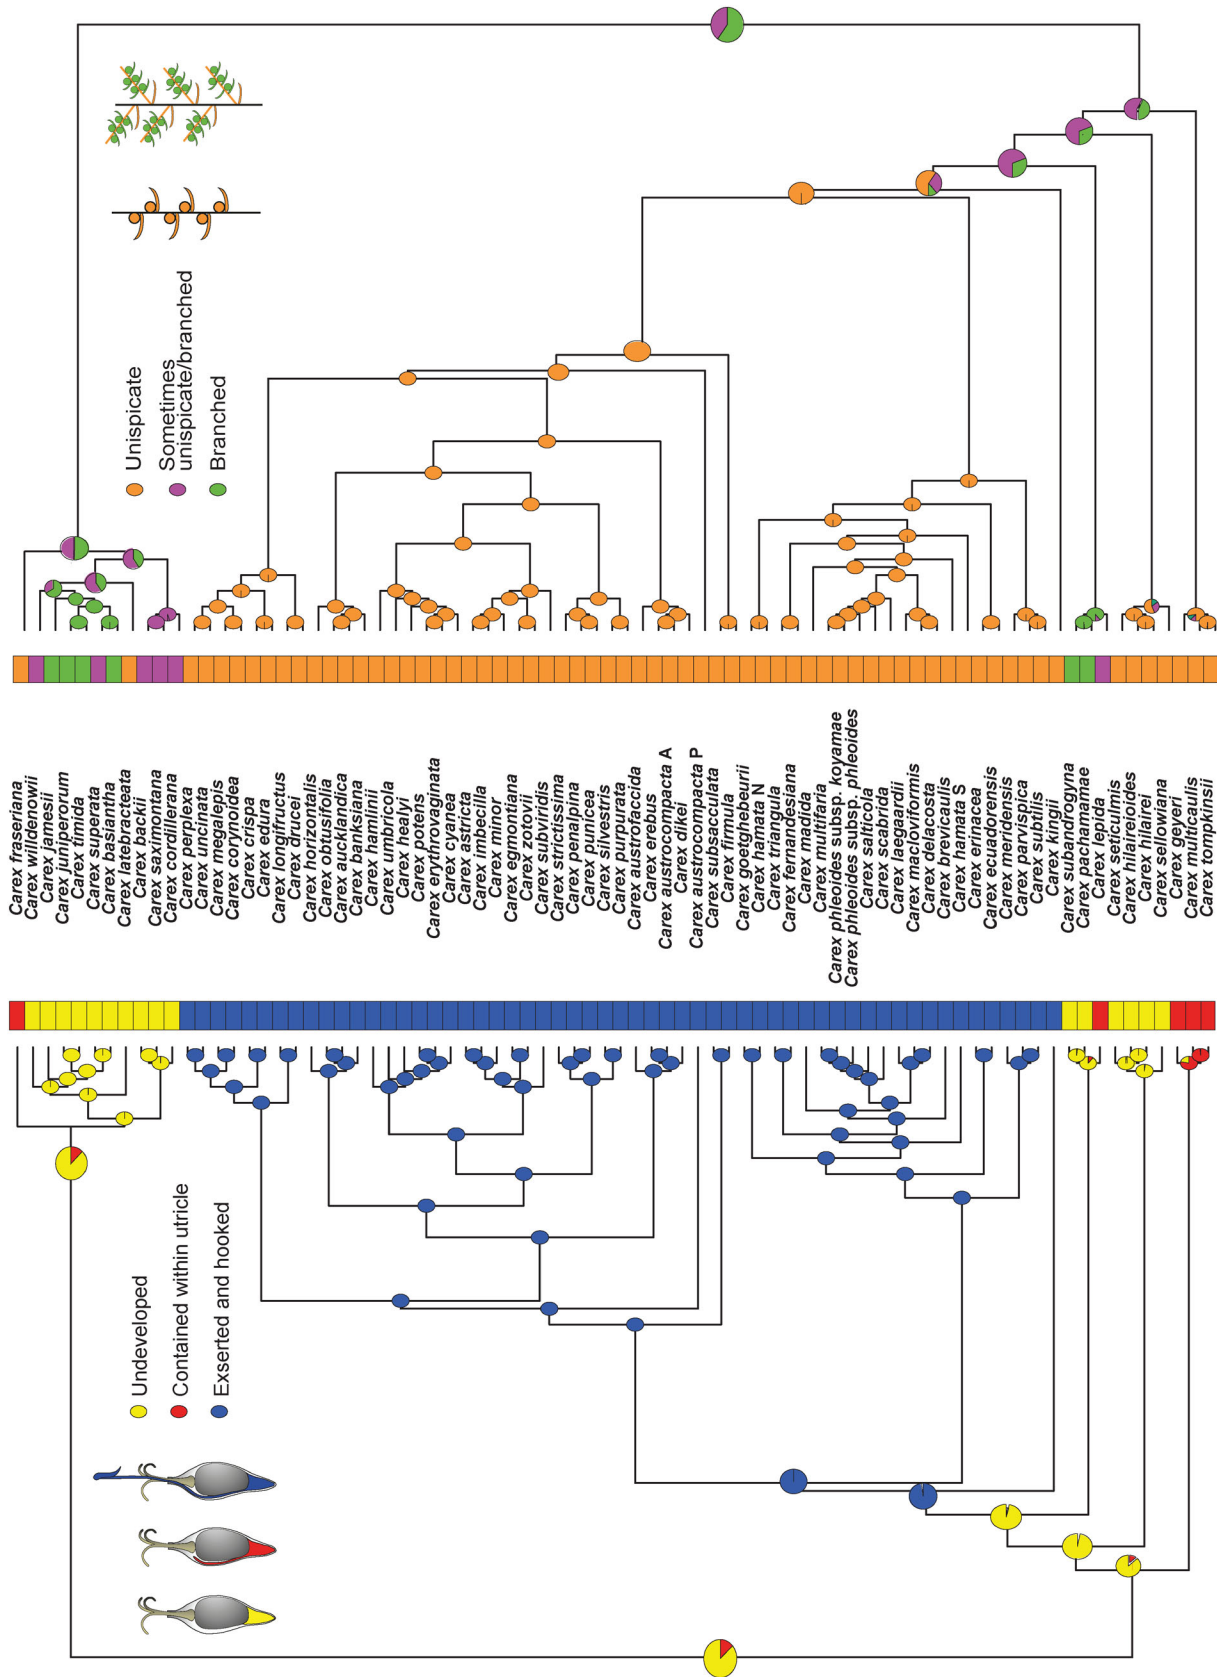 Unispicate
Sometimes
unispicate/branched
Branched
Carex fraseriana
Carex willdenowii
Carex jamesii
Carex juniperorum
Carex timida
Carex superata
Carex basiantha
Carex latebracteata
Carex backii
Carex saximontana
Carex cordillerana
Carex perplexa
Carex uncinata
Carex megalepis
Carex crispa
Carex corynoidea
Carex edura
Carex longifructus
Carex drucei
Carex horizontalis
Carex obtusifolia
Carex aucklandica
Carex banksiana
Carex hamlinii
Carex umbricola
Carex healyi
Carex potens
Carex erythrovaginata
Carex cyanea
Carex astricta
Carex imbecilla
Carex minor
Carex egmontiana
Carex zotovii
Carex subviridis
Carex strictissima
Carex penalpina
Carex punicea
Carex silvestris
Carex purpurata
Carex austrofaccida
Carex erebus
Carex austrocompacta A
Carex dikei
Carex austrocompacta P
Carex subsacculata
Carex firmula
Carex goetghebeurii
Carex hamata N
Carex triangula
Carex fernandesiana
Carex madida
Carex multifaria
Carex phleoides subsp. koyamae
Carex phleoides subsp. phleoides
Carex salticola
Carex scabrida
Carex laegaardii
Carex macloviformis
Carex delacosta
Carex brevicaulis
Carex hamata S
Carex erinacea
Carex ecuadorensis
Carex meridensis
Carex parvispica
Carex subtilis
Carex kingii
Carex subandrogyna
Carex pachamamae
Carex lepida
Carex seticulmis
Carex hilaireioides
Carex hilairei
Carex sellowiana
Carex geyeri
Carex multicaulis
Carex tompkinsii
Undeveloped
Contained within utricle
Exserted and hooked